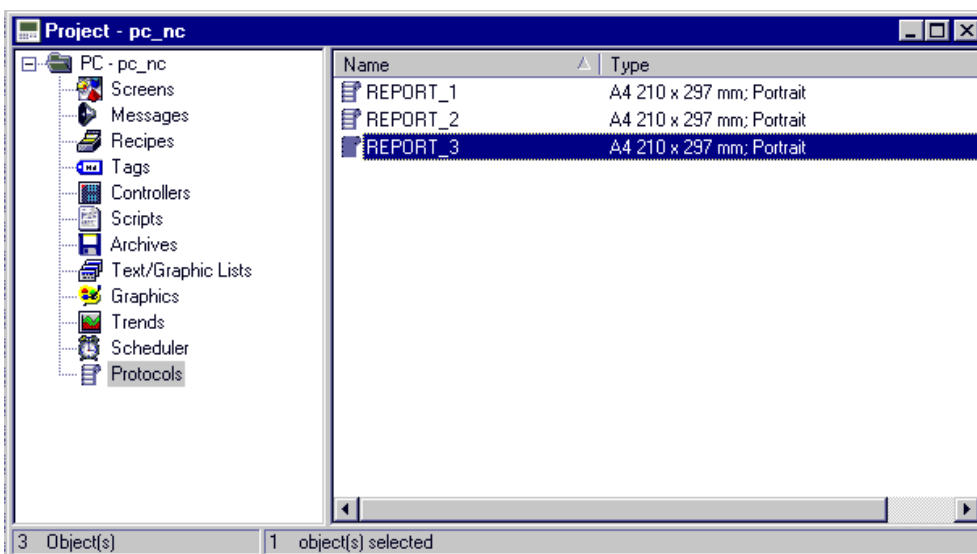 Project - pc_nc
PC - pc_nc
Screens
Messages
Recipes
Tags
Controllers
Scripts
Archives
Text/Graphic Lists
Graphics
Trends
Scheduler
Protocols
Name Type
REPORT_1 A4 210 x 297 mm; Portrait
REPORT_2 A4 210 x 297 mm; Portrait
REPORT_3 A4 210 x 297 mm; Portrait
3 Object(s) 1 object(s) selected